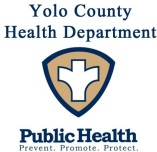 Yolo County
Health Department
Public Health
Prevent. Promote. Protect.